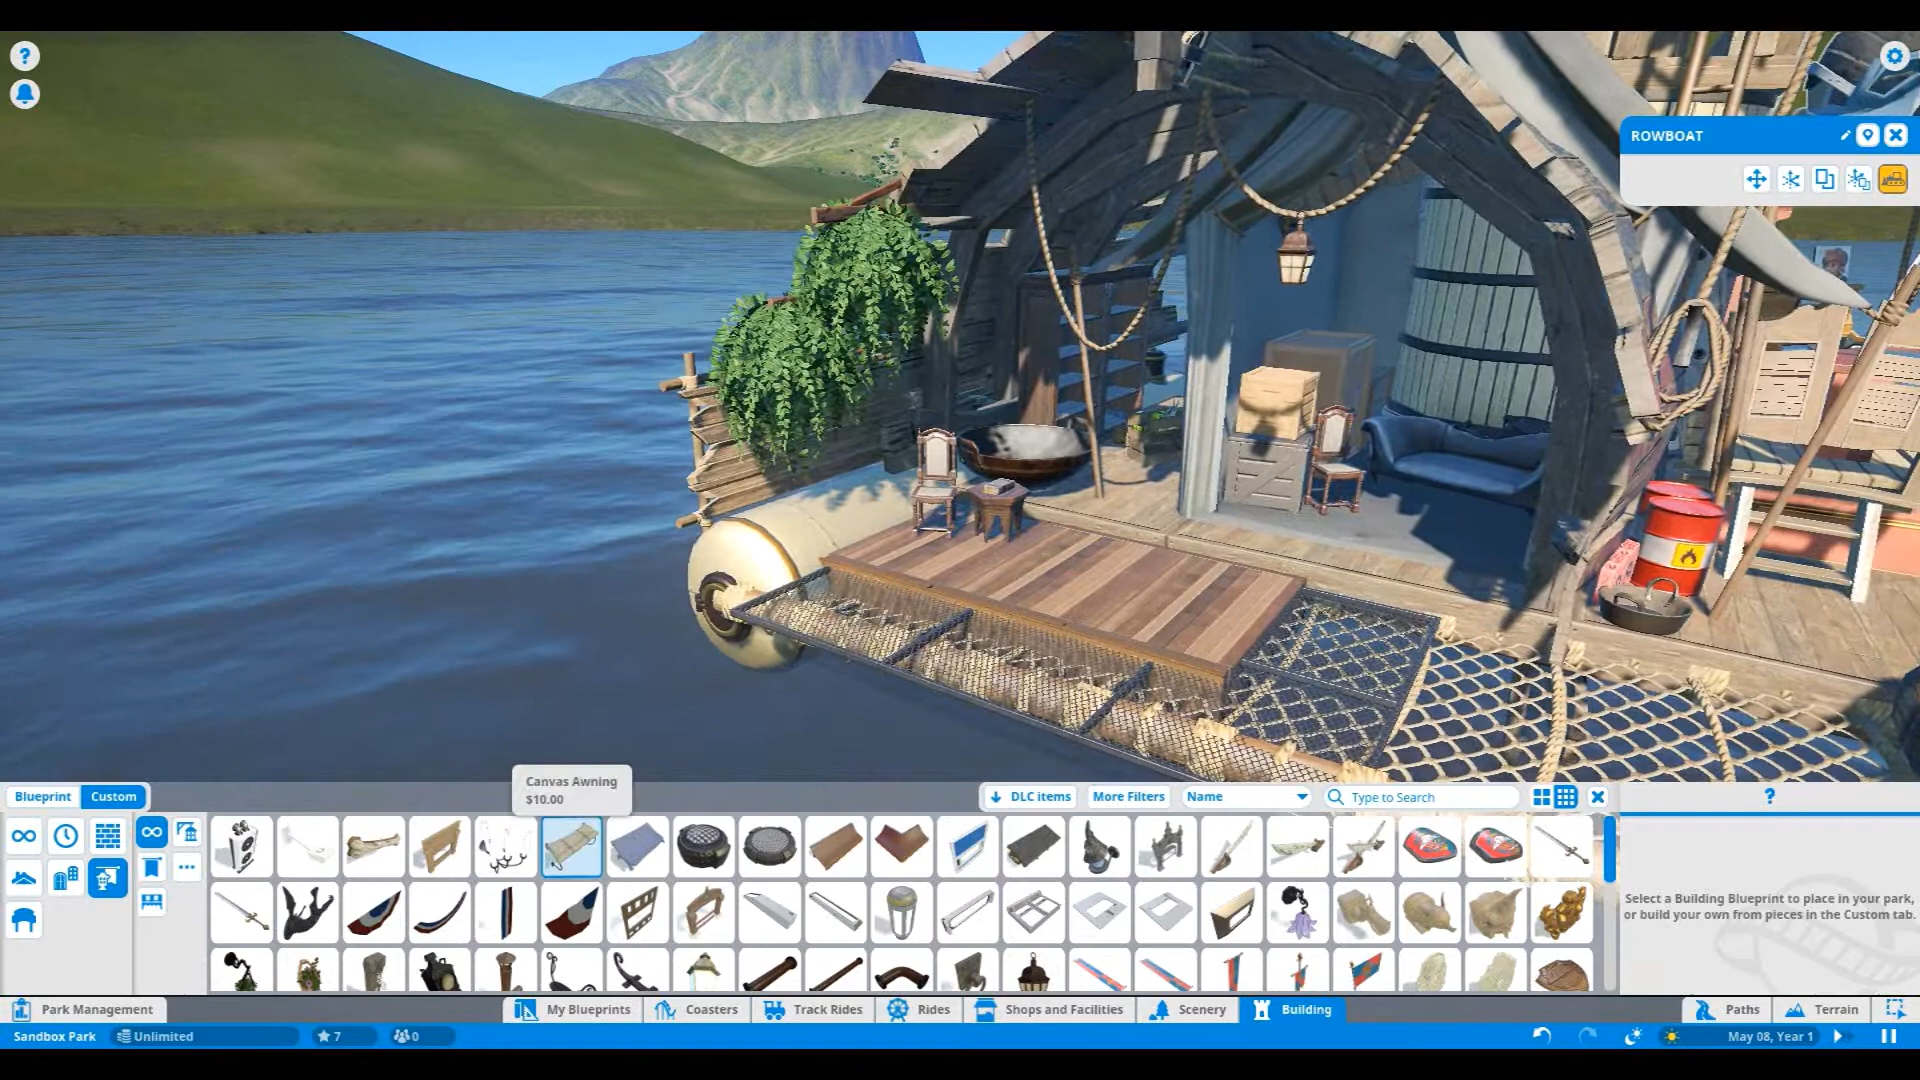 ROWBOAT
Canvas Awning
$10.00
Blueprint
Custom
DLC items
More Filters
Name
Type to Search
Select a Building Blueprint to place in your park,
or build your own from pieces in the Custom tab.
Park Management
My Blueprints
Coasters
Track Rides
Rides
Shops and Facilities
Scenery
Building
Paths
Terrain
Sandbox Park
Unlimited
7
0
May 08, Year 1